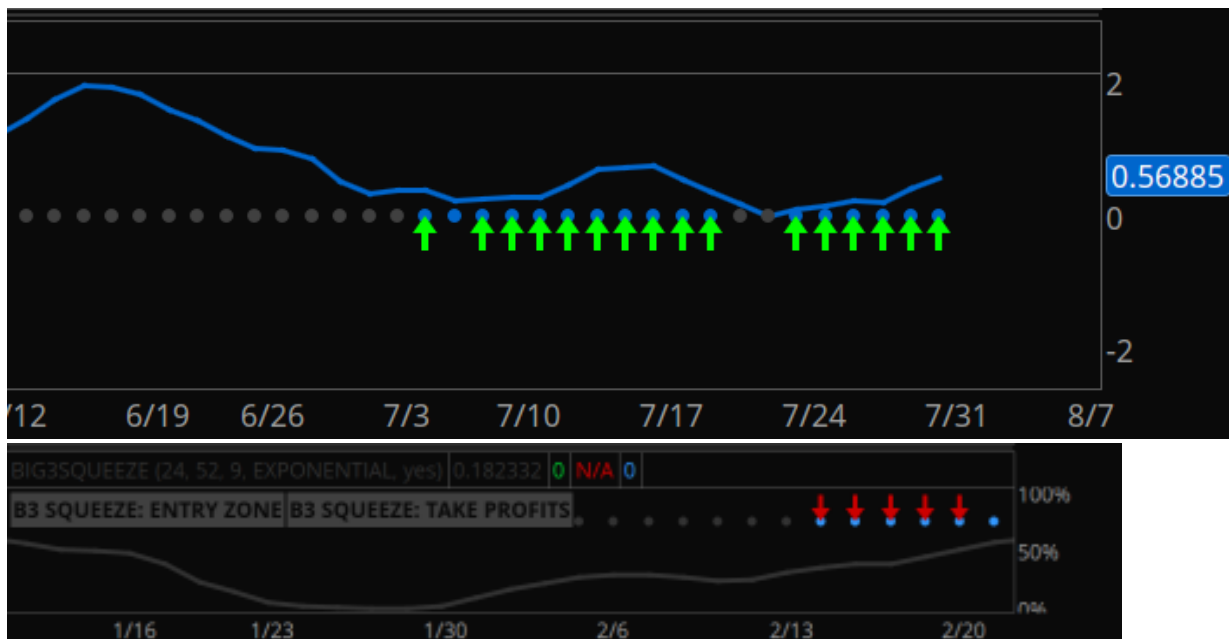 2
0.56885
0
-2
/12 6/19 6/26 7/3 7/10 7/17 7/24 7/31 8/7
BIG3SQUEEZE (24, 52, 9, EXPONENTIAL, yes) 0.182332 0 N/A 0
100%
B3 SQUEEZE: ENTRY ZONE B3 SQUEEZE: TAKE PROFITS
50%
0%
1/16 1/23 1/30 2/6 2/13 2/20